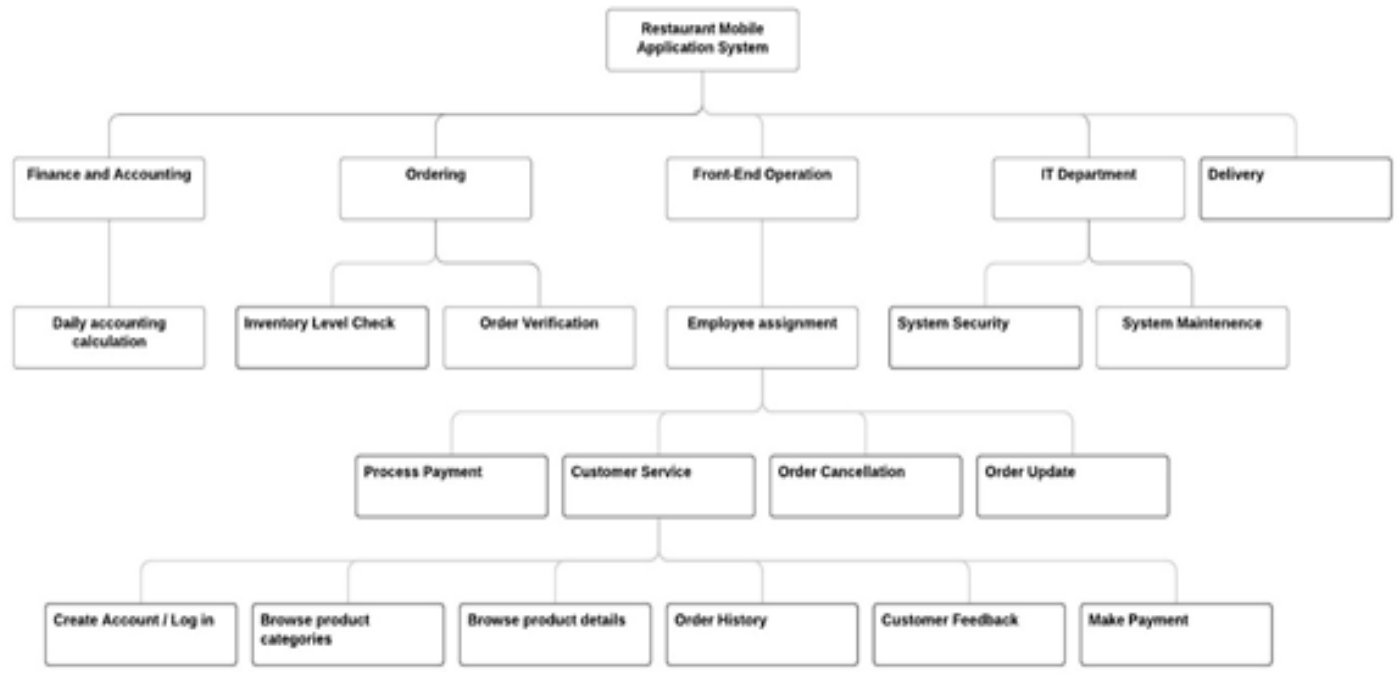 Restaurant Mobile
Application System
Finance and Accounting
Ordering
Front-End Operation
IT Department
Delivery
Daily accounting
calculation
Inventory Level Check
Order Verification
Employee assignment
System Security
System Maintenence
Process Payment
Customer Service
Order Cancellation
Order Update
Create Account / Log in
Browse product
categories
Browse product details
Order History
Customer Feedback
Make Payment